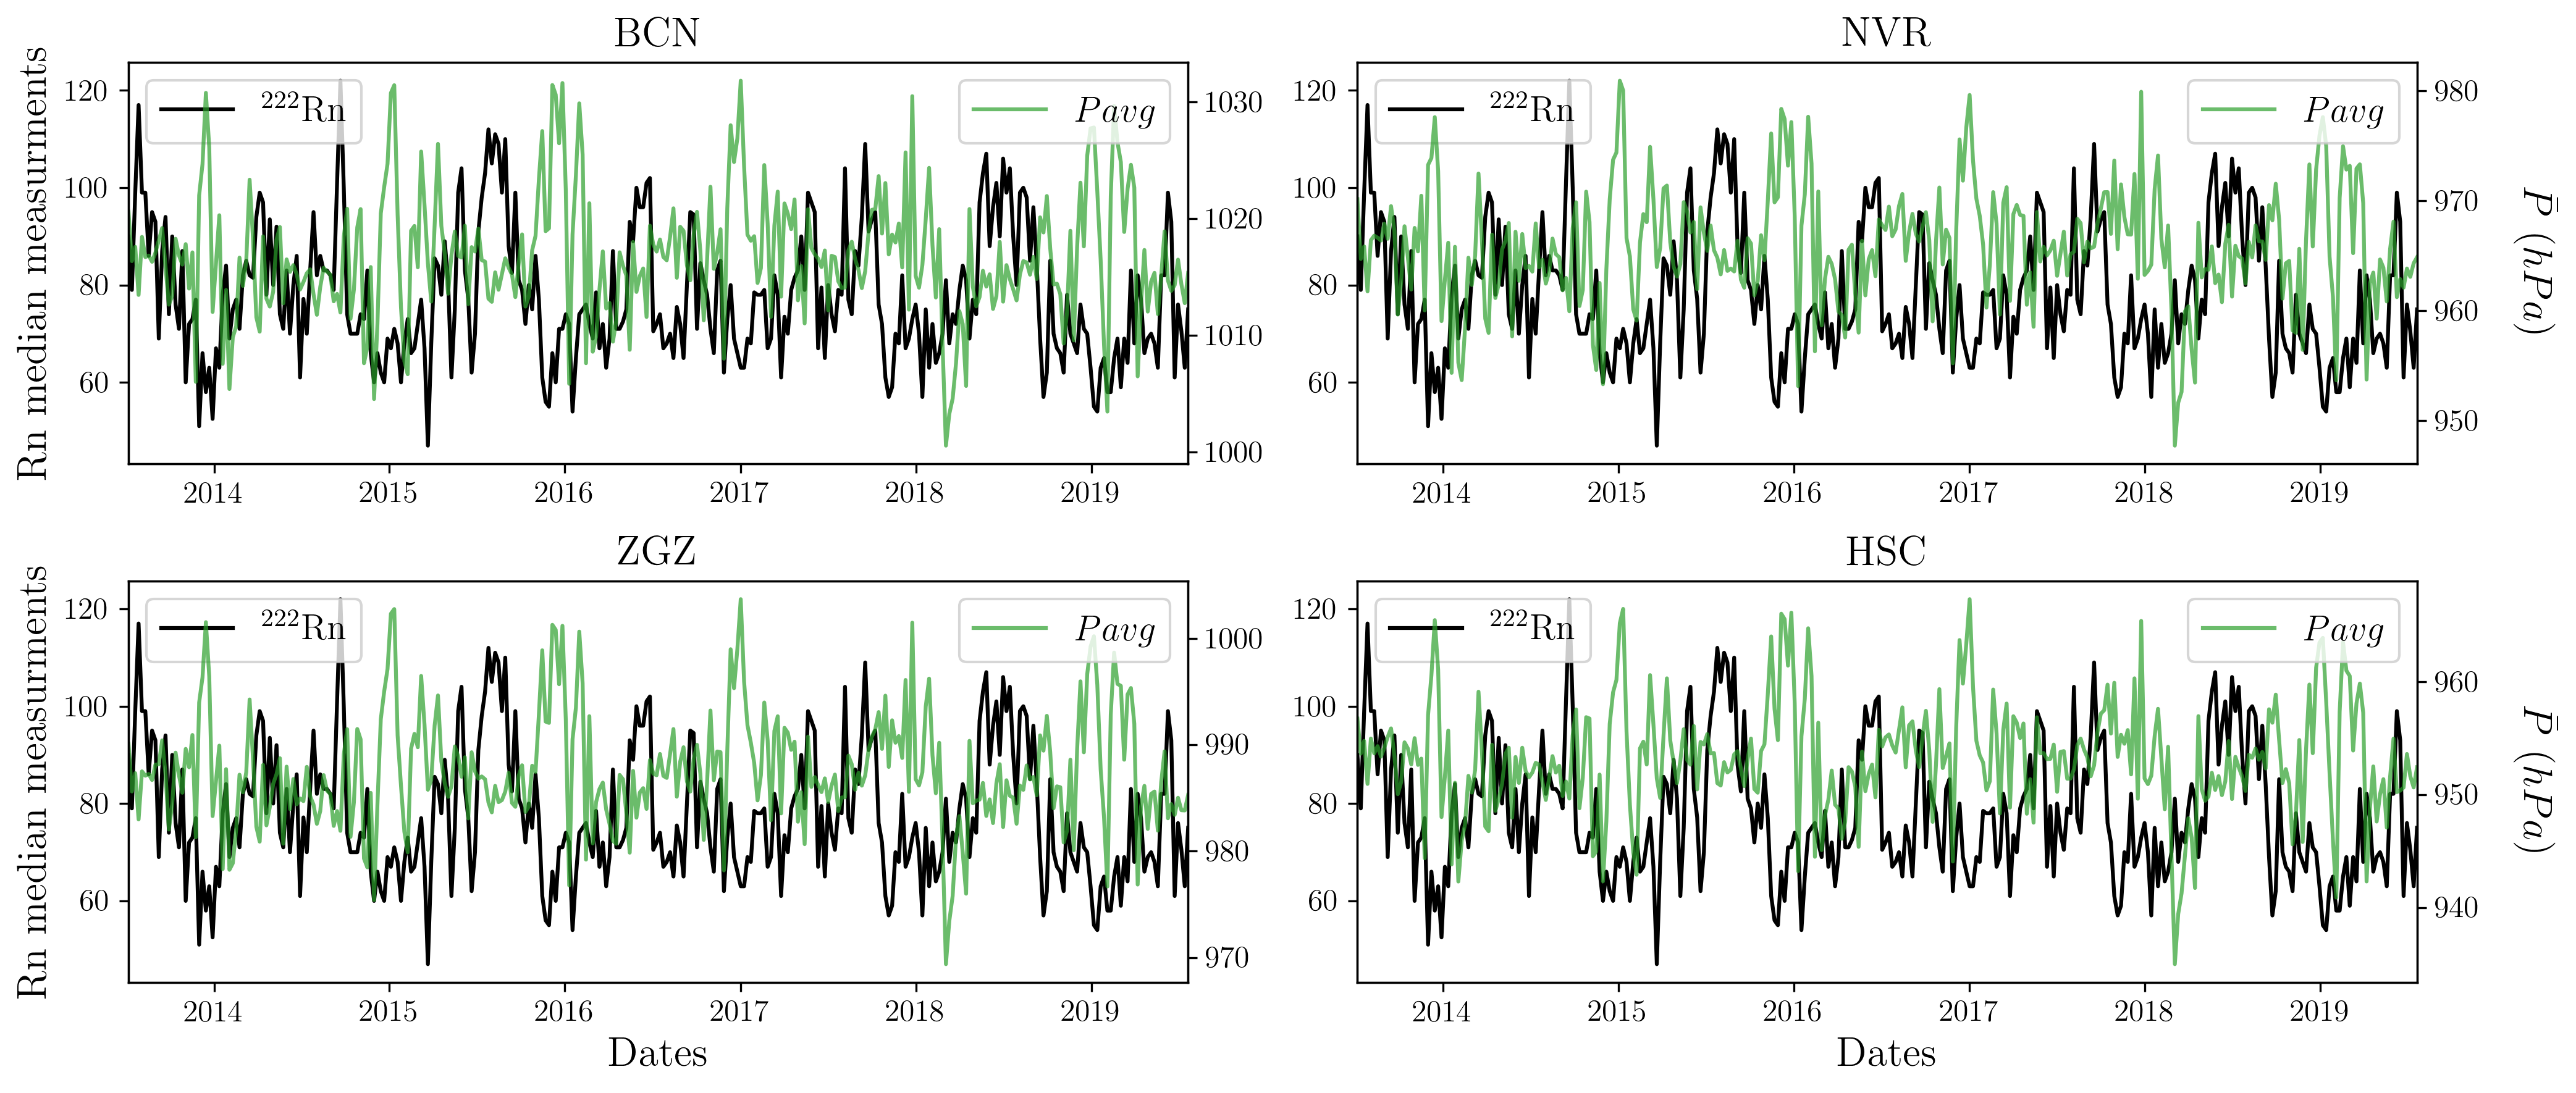 BCN
Rn median measurments
120
100
80
60
²²²Rn
Pavg
1030
1020
1010
1000
2014 2015 2016 2017 2018 2019
NVR
120
100
80
60
²²²Rn
Pavg
980
970
960
950
P̄ (hPa)
2014 2015 2016 2017 2018 2019
ZGZ
Rn median measurments
120
100
80
60
²²²Rn
Pavg
1000
990
980
970
2014 2015 2016 2017 2018 2019
Dates
HSC
120
100
80
60
²²²Rn
Pavg
960
950
940
P̄ (hPa)
2014 2015 2016 2017 2018 2019
Dates